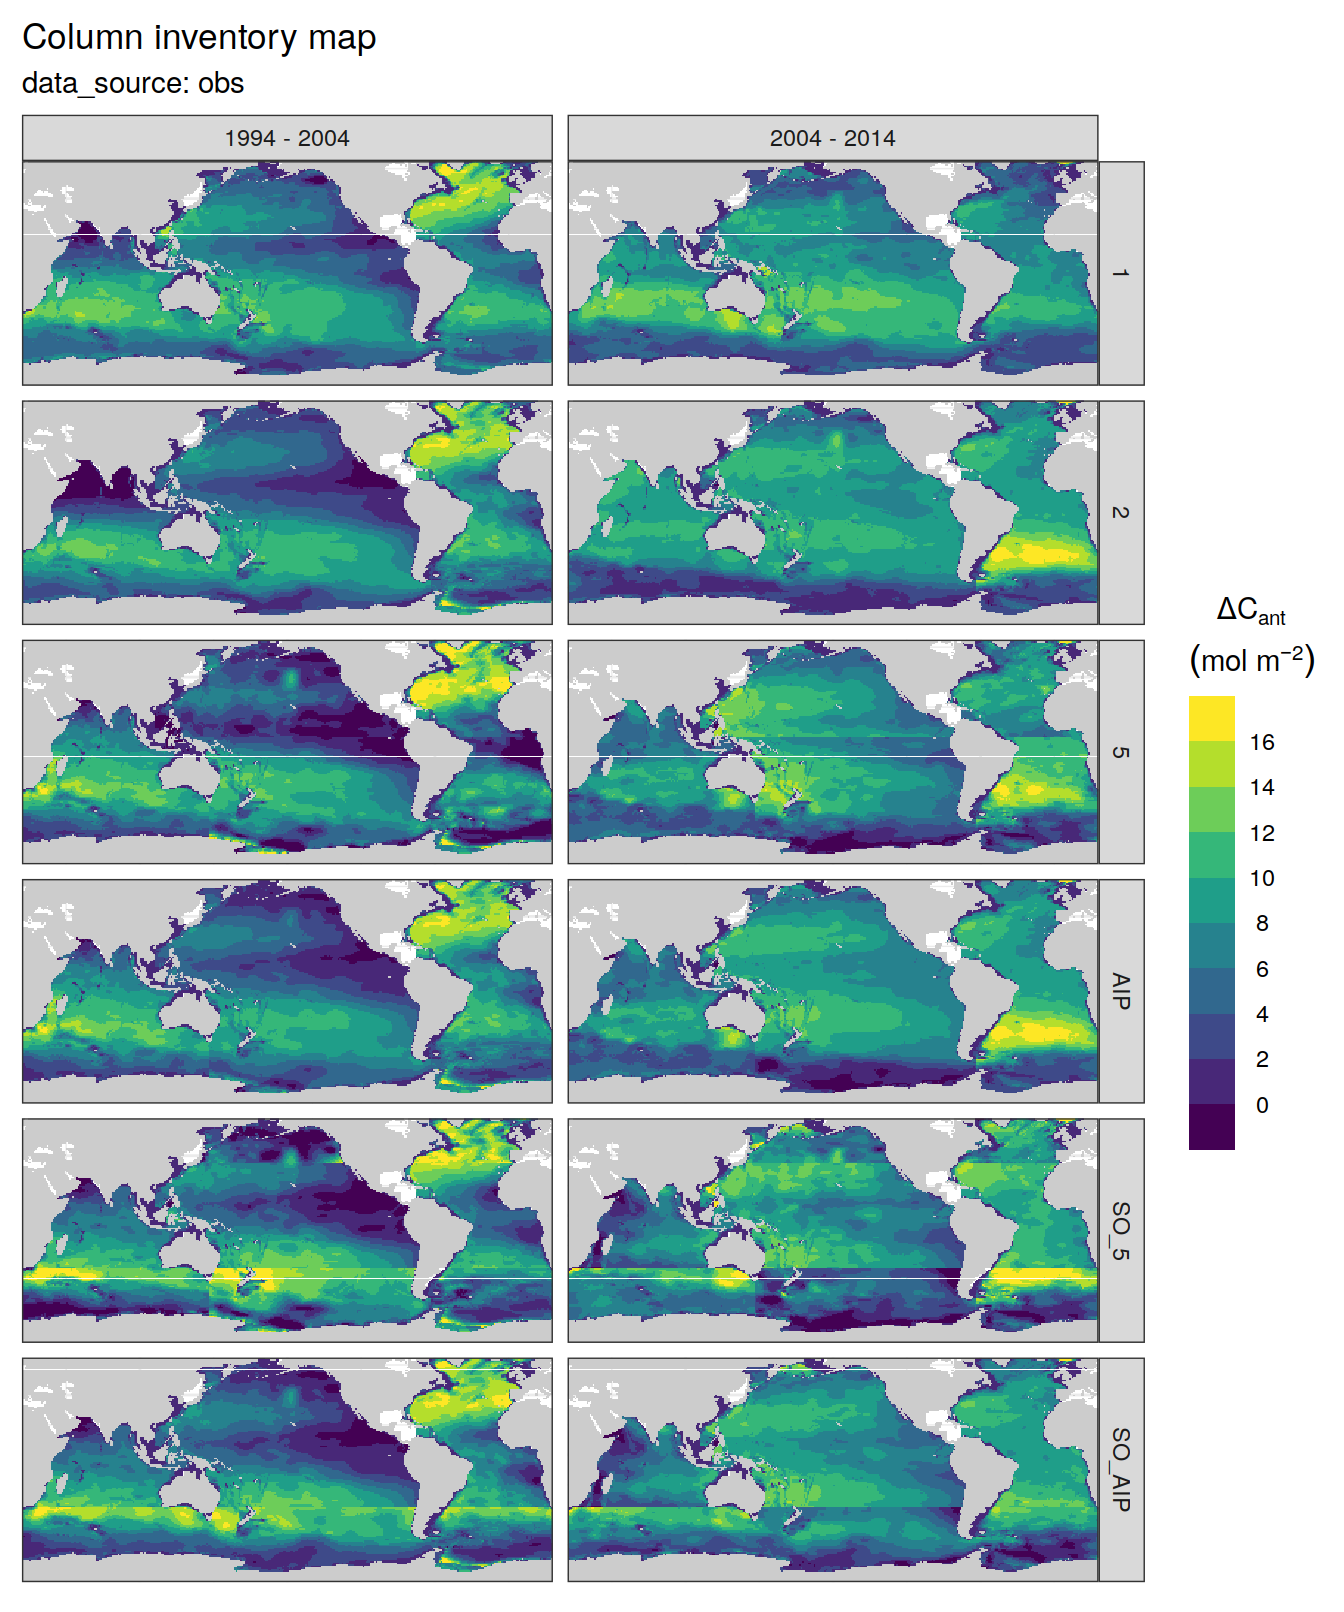 Column inventory map
data_source: obs
1994 - 2004
2004 - 2014
1
2
5
AIP
SO_5
SO_AIP
ΔCant
(mol m−2)
16
14
12
10
8
6
4
2
0